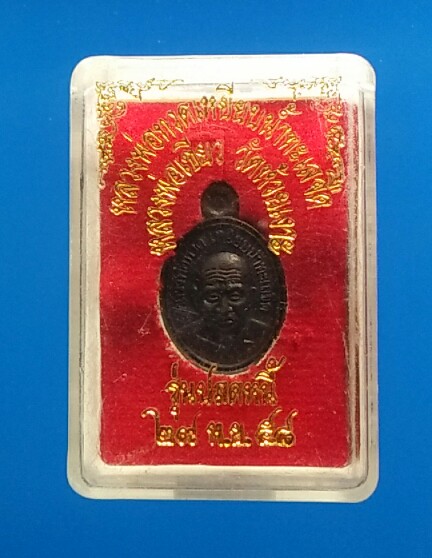 หลวงพ่อทวดเหยียบน้ำทะเลจืด
หลวงพ่อเขียว วัดห้วยเงาะ
รุ่นปลดหนี้
๒๙ พ.ย. ๕๘